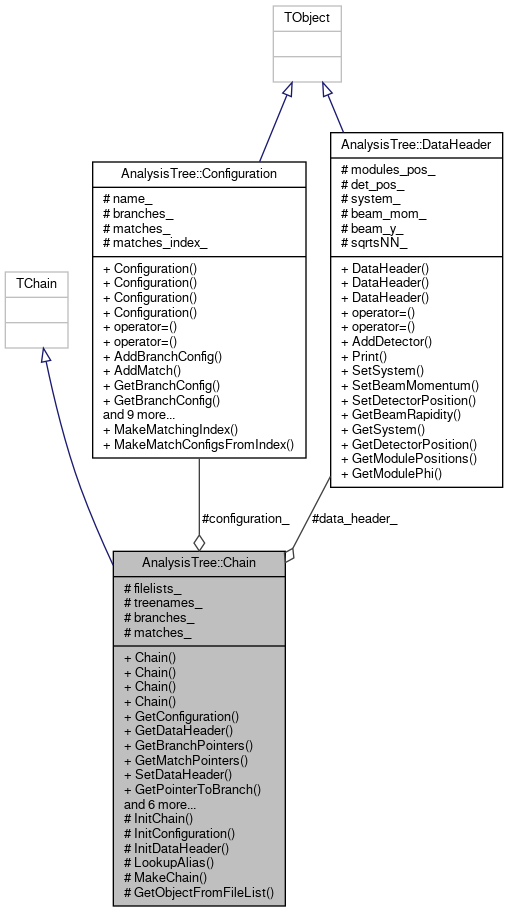 TObject
AnalysisTree::DataHeader
# modules_pos_
# det_pos_
# system_
# beam_mom_
# beam_y_
# sqrtsNN_
+ DataHeader()
+ DataHeader()
+ DataHeader()
+ operator=()
+ operator=()
+ AddDetector()
+ Print()
+ SetSystem()
+ SetBeamMomentum()
+ SetDetectorPosition()
+ GetBeamRapidity()
+ GetSystem()
+ GetDetectorPosition()
+ GetModulePositions()
+ GetModulePhi()
AnalysisTree::Configuration
# name_
# branches_
# matches_
# matches_index_
+ Configuration()
+ Configuration()
+ Configuration()
+ Configuration()
+ operator=()
+ operator=()
+ AddBranchConfig()
+ AddMatch()
+ GetBranchConfig()
+ GetBranchConfig()
and 9 more...
+ MakeMatchingIndex()
+ MakeMatchConfigsFromIndex()
TChain
#configuration_
#data_header_
AnalysisTree::Chain
# filelists_
# treenames_
# branches_
# matches_
+ Chain()
+ Chain()
+ Chain()
+ Chain()
+ GetConfiguration()
+ GetDataHeader()
+ GetBranchPointers()
+ GetMatchPointers()
+ SetDataHeader()
+ GetPointerToBranch()
and 6 more...
# InitChain()
# InitConfiguration()
# InitDataHeader()
# LookupAlias()
# MakeChain()
# GetObjectFromFileList()